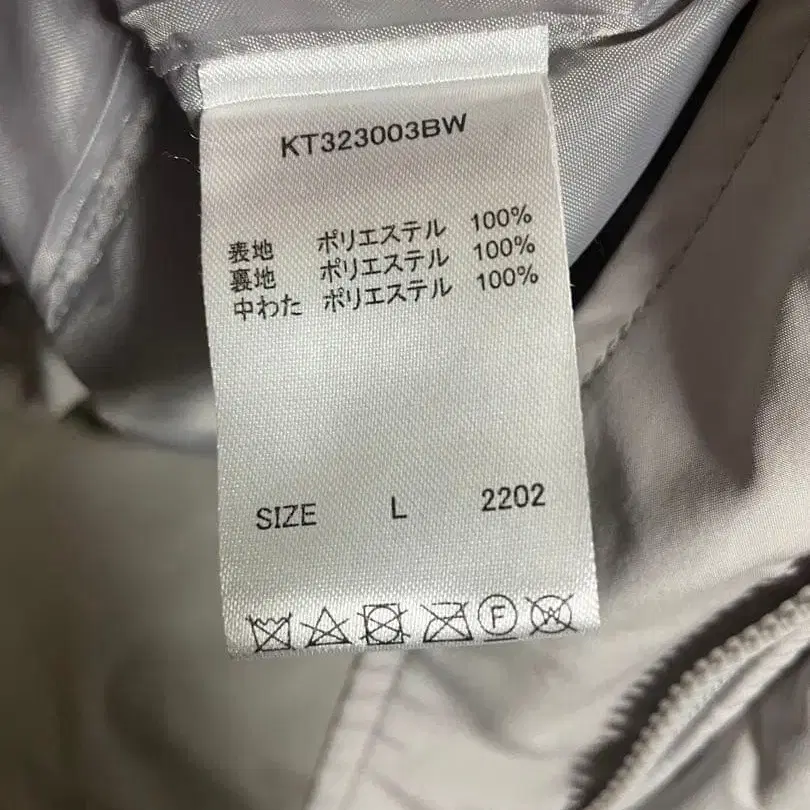 KT323003BW
表地 ポリエステル 100%
裏地 ポリエステル 100%
中わた ポリエステル 100%
SIZE L 2202
F W